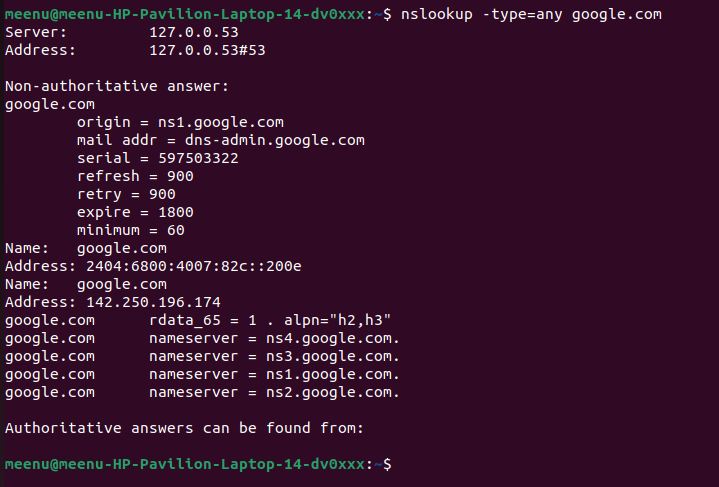 meenu@meenu-HP-Pavilion-Laptop-14-dv0xxx:~$ nslookup -type=any google.com
Server:         127.0.0.53
Address:        127.0.0.53#53

Non-authoritative answer:
google.com
        origin = ns1.google.com
        mail addr = dns-admin.google.com
        serial = 597503322
        refresh = 900
        retry = 900
        expire = 1800
        minimum = 60
Name:   google.com
Address: 2404:6800:4007:82c::200e
Name:   google.com
Address: 142.250.196.174
google.com      rdata_65 = 1 . alpn="h2,h3"
google.com      nameserver = ns4.google.com.
google.com      nameserver = ns3.google.com.
google.com      nameserver = ns1.google.com.
google.com      nameserver = ns2.google.com.

Authoritative answers can be found from:

meenu@meenu-HP-Pavilion-Laptop-14-dv0xxx:~$